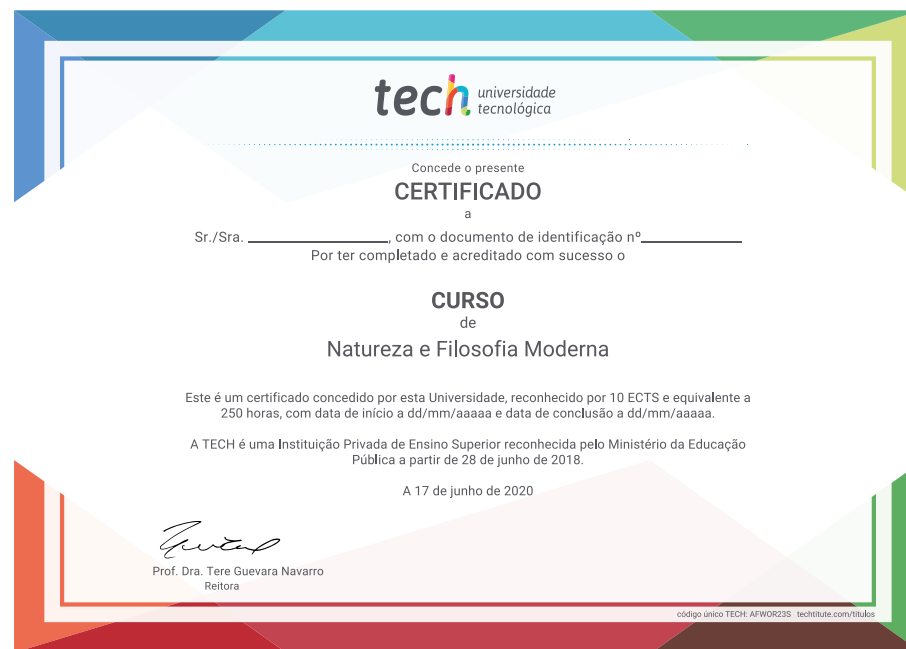 tech universidade
tecnológica
Concede o presente
CERTIFICADO
a
Sr./Sra. ____________________, com o documento de identificação nº______________
Por ter completado e acreditado com sucesso o
CURSO
de
Natureza e Filosofia Moderna
Este é um certificado concedido por esta Universidade, reconhecido por 10 ECTS e equivalente a
250 horas, com data de início a dd/mm/aaaaa e data de conclusão a dd/mm/aaaaa.
A TECH é uma Instituição Privada de Ensino Superior reconhecida pelo Ministério da Educação
Pública a partir de 28 de junho de 2018.
A 17 de junho de 2020
Prof. Dra. Tere Guevara Navarro
Reitora
código único TECH: AFWOR23S techtitute.com/titulos